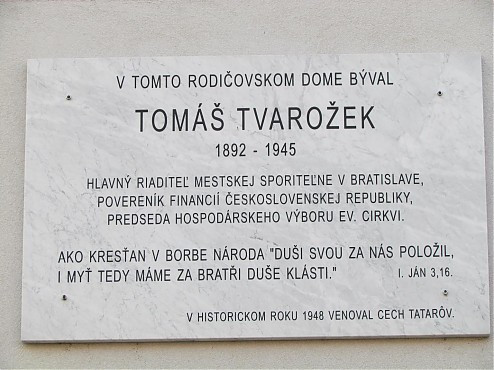 V TOMTO RODIČOVSKOM DOME BÝVAL
TOMÁŠ TVAROŽEK
1892 - 1945
HLAVNÝ RIADITEĽ MESTSKEJ SPORITEĽNE V BRATISLAVE,
POVERENÍK FINANCIÍ ČESKOSLOVENSKEJ REPUBLIKY,
PREDSEDA HOSPODÁRSKEHO VÝBORU EV. CIRKVI.
AKO KRESŤAN V BORBE NÁRODA "DUŠI SVOU ZA NÁS POLOŽIL,
I MYŤ TEDY MÁME ZA BRATŘI DUŠE KLÁSTI." I. JÁN 3,16.
V HISTORICKOM ROKU 1948 VENOVAL CECH TATARÔV.